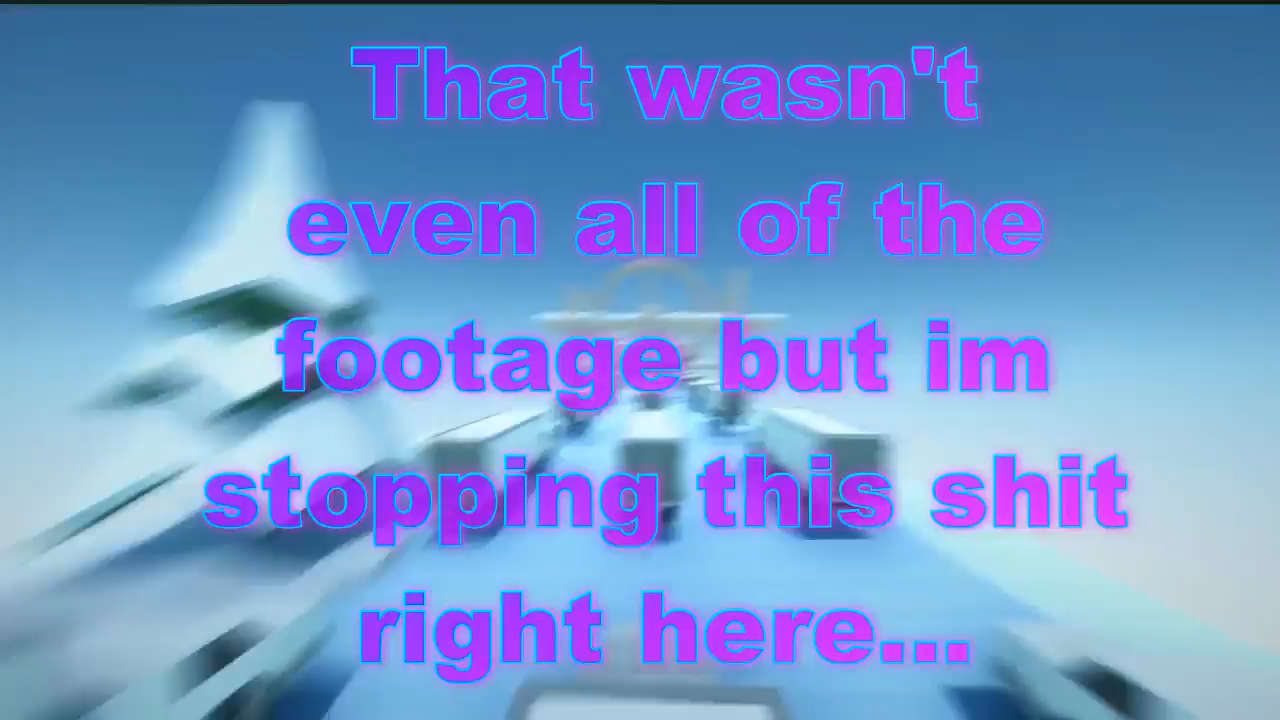 That wasn't
even all of the
footage but im
stopping this shit
right here...